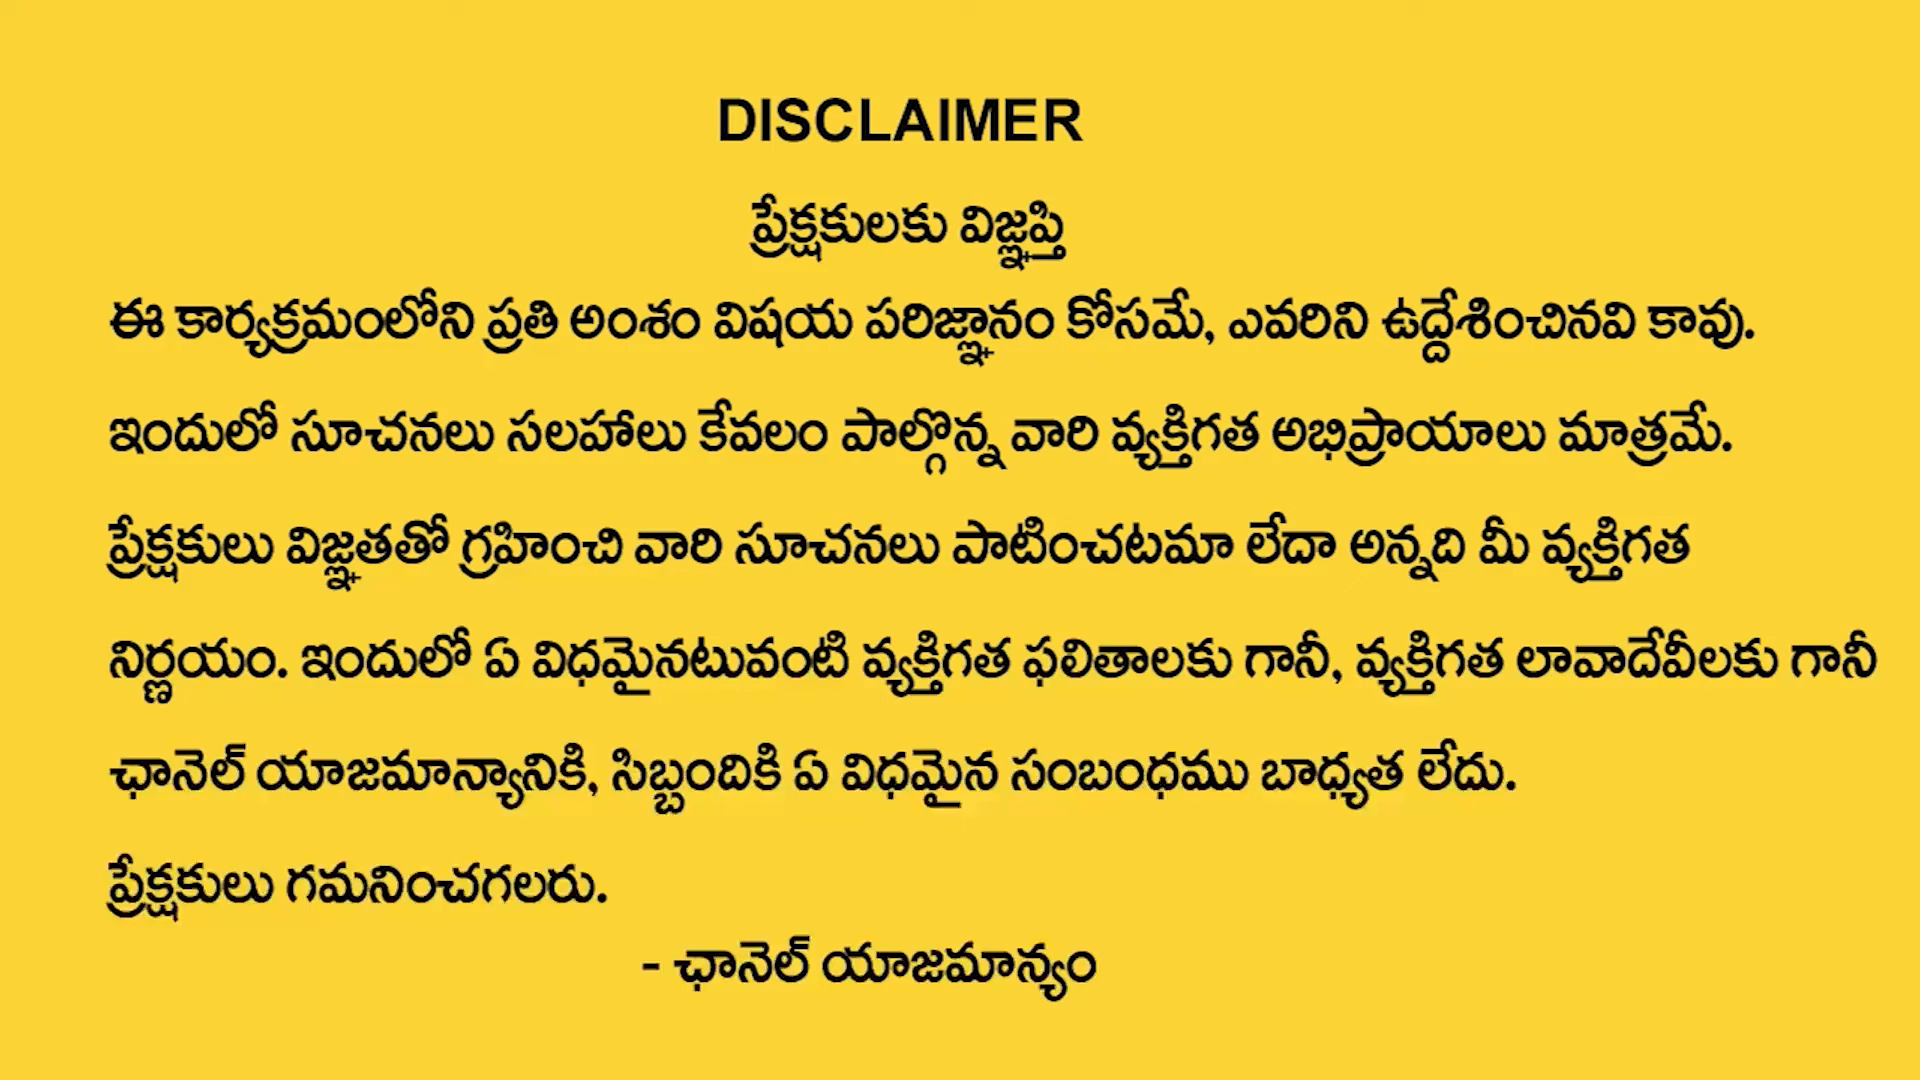 DISCLAIMER
ప్రేక్షకులకు విజ్ఞప్తి
ఈ కార్యక్రమంలోని ప్రతి అంశం విషయ పరిజ్ఞానం కోసమే, ఎవరిని ఉద్దేశించినవి కావు.
ఇందులో సూచనలు సలహాలు కేవలం పాల్గొన్న వారి వ్యక్తిగత అభిప్రాయాలు మాత్రమే.
ప్రేక్షకులు విజ్ఞతతో గ్రహించి వారి సూచనలు పాటించటమా లేదా అన్నది మీ వ్యక్తిగత
నిర్ణయం. ఇందులో ఏ విధమైనటువంటి వ్యక్తిగత ఫలితాలకు గానీ, వ్యక్తిగత లావాదేవీలకు గానీ
ఛానెల్ యాజమాన్యానికి, సిబ్బందికి ఏ విధమైన సంబంధము బాధ్యత లేదు.
ప్రేక్షకులు గమనించగలరు.
- ఛానెల్ యాజమాన్యం